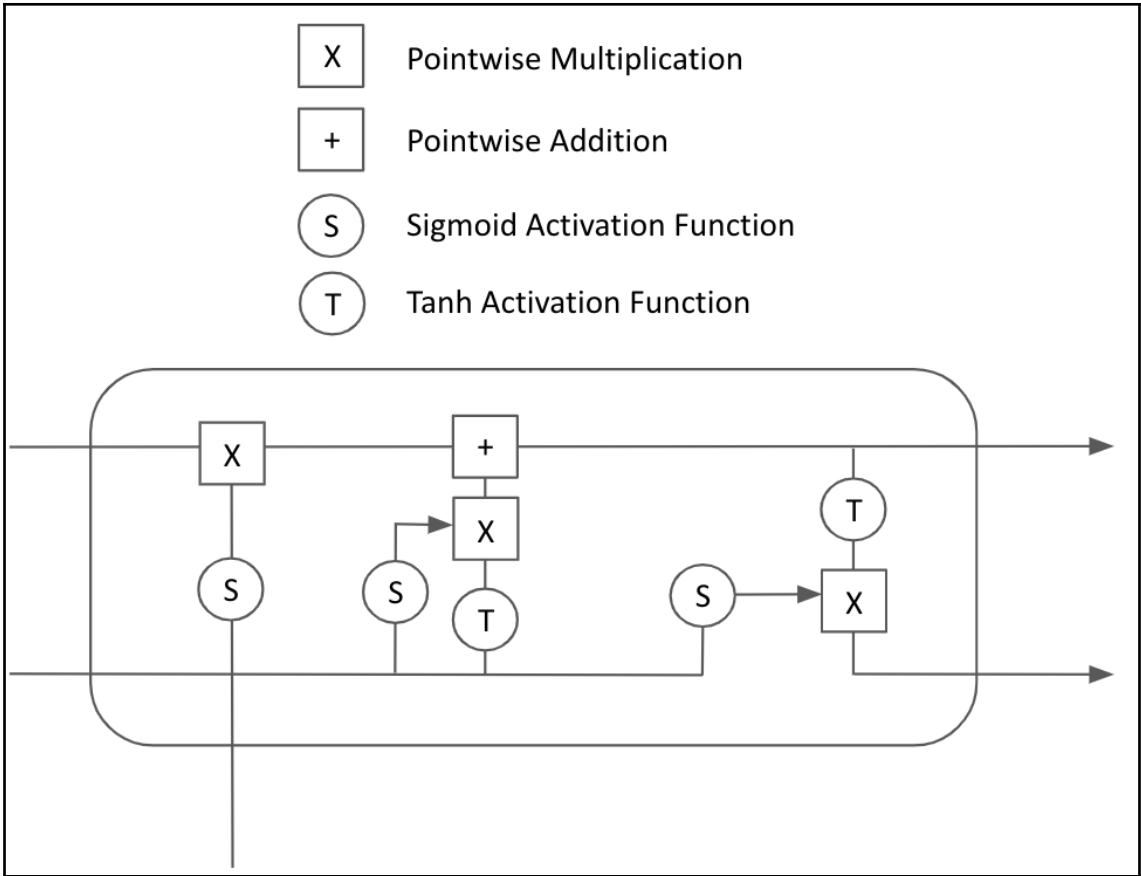 X Pointwise Multiplication
+ Pointwise Addition
S Sigmoid Activation Function
T Tanh Activation Function
X
+
X
T
S
S
T
S
X